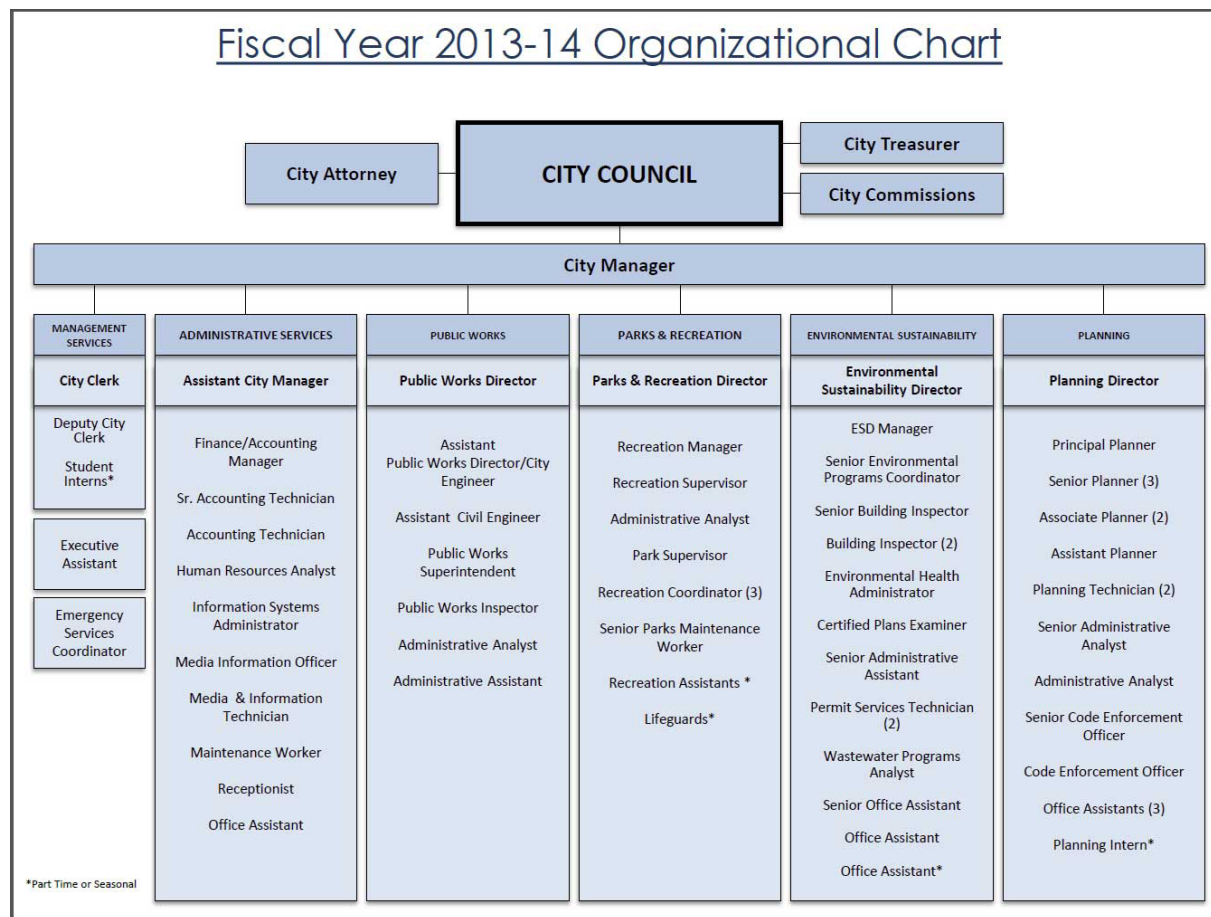 Fiscal Year 2013-14 Organizational Chart
City Attorney
CITY COUNCIL
City Treasurer
City Commissions
City Manager
MANAGEMENT
SERVICES
City Clerk
Deputy City
Clerk
Student
Interns*
Executive
Assistant
Emergency
Services
Coordinator
ADMINISTRATIVE SERVICES
Assistant City Manager
Finance/Accounting
Manager
Sr. Accounting Technician
Accounting Technician
Human Resources Analyst
Information Systems
Administrator
Media Information Officer
Media & Information
Technician
Maintenance Worker
Receptionist
Office Assistant
PUBLIC WORKS
Public Works Director
Assistant
Public Works Director/City
Engineer
Assistant Civil Engineer
Public Works
Superintendent
Public Works Inspector
Administrative Analyst
Administrative Assistant
PARKS & RECREATION
Parks & Recreation Director
Recreation Manager
Recreation Supervisor
Administrative Analyst
Park Supervisor
Recreation Coordinator (3)
Senior Parks Maintenance
Worker
Recreation Assistants *
Lifeguards*
ENVIRONMENTAL SUSTAINABILITY
Environmental
Sustainability Director
ESD Manager
Senior Environmental
Programs Coordinator
Senior Building Inspector
Building Inspector (2)
Environmental Health
Administrator
Certified Plans Examiner
Senior Administrative
Assistant
Permit Services Technician
(2)
Wastewater Programs
Analyst
Senior Office Assistant
Office Assistant
Office Assistant*
PLANNING
Planning Director
Principal Planner
Senior Planner (3)
Associate Planner (2)
Assistant Planner
Planning Technician (2)
Senior Administrative
Analyst
Administrative Analyst
Senior Code Enforcement
Officer
Code Enforcement Officer
Office Assistants (3)
Planning Intern*
*Part Time or Seasonal